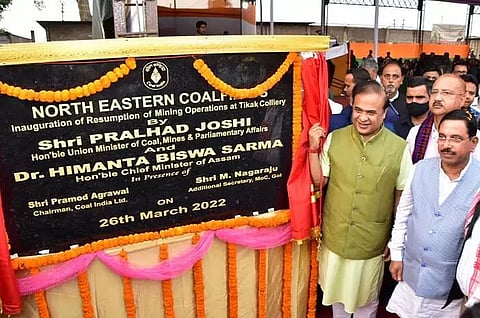 NORTH EASTERN COALFIELDS
Inauguration of Resumption of Mining Operations at Tikak Colliery
By
Shri PRALHAD JOSHI
Hon'ble Union Minister of Coal, Mines & Parliamentary Affairs
And
Dr. HIMANTA BISWA SARMA
Hon'ble Chief Minister of Assam
In Presence of
Shri Pramod Agrawal
Chairman, Coal India Ltd.
Shri M. Nagaraju
Additional Secretary, MoC, GoI
ON
26th March 2022